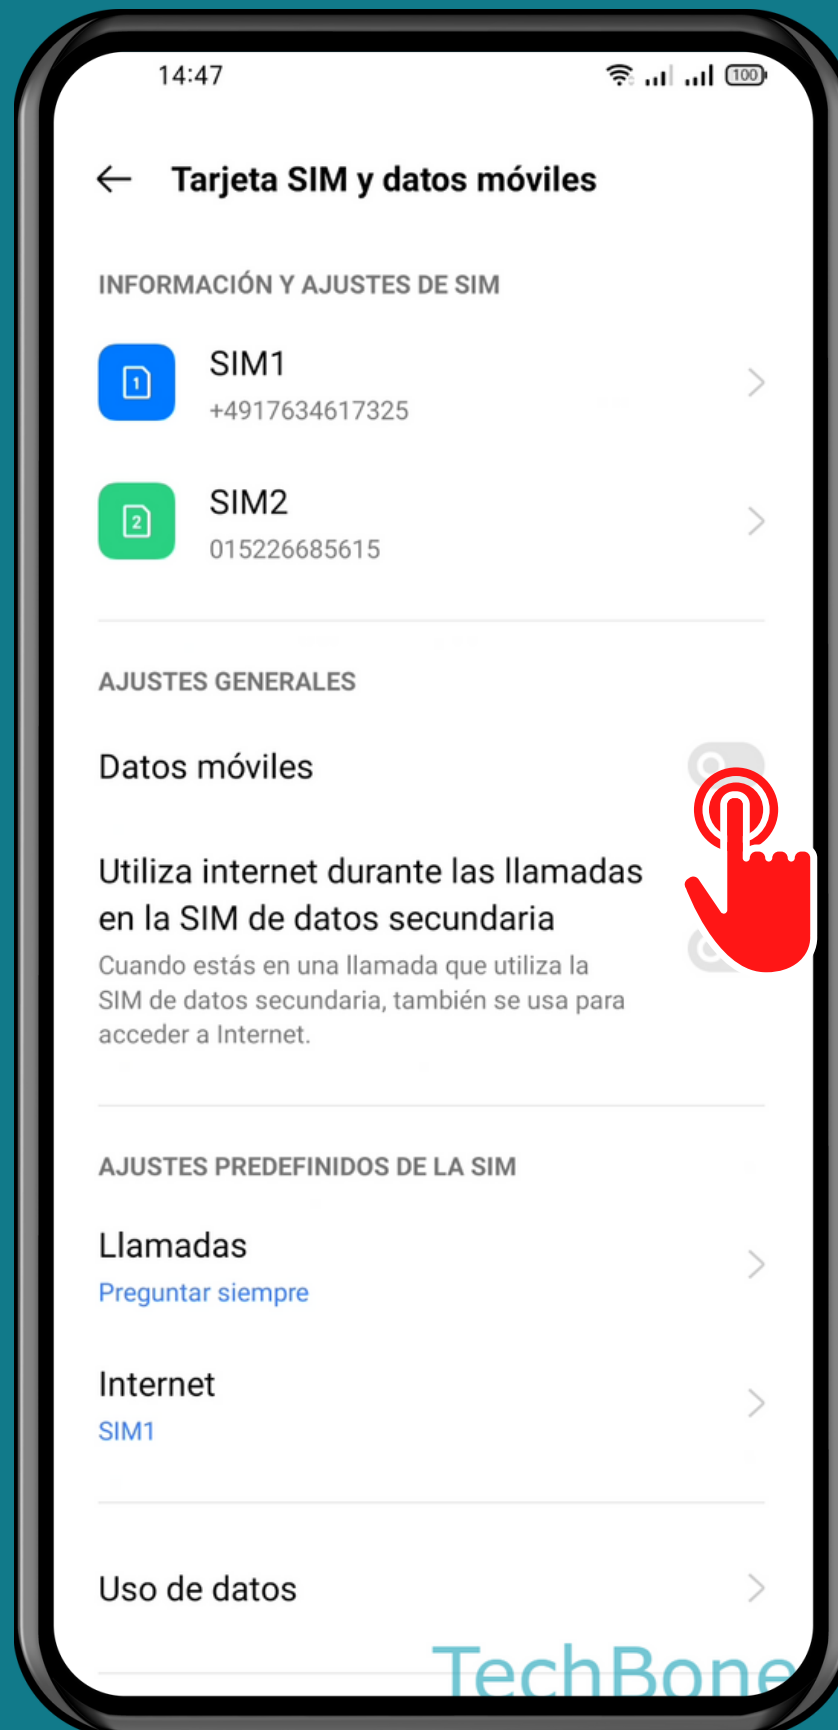 14:47
100
Tarjeta SIM y datos móviles
INFORMACIÓN Y AJUSTES DE SIM
1
SIM1
+4917634617325
2
SIM2
015226685615
AJUSTES GENERALES
Datos móviles
Utiliza internet durante las llamadas
en la SIM de datos secundaria
Cuando estás en una llamada que utiliza la
SIM de datos secundaria, también se usa para
acceder a Internet.
AJUSTES PREDEFINIDOS DE LA SIM
Llamadas
Preguntar siempre
Internet
SIM1
Uso de datos
TechBone